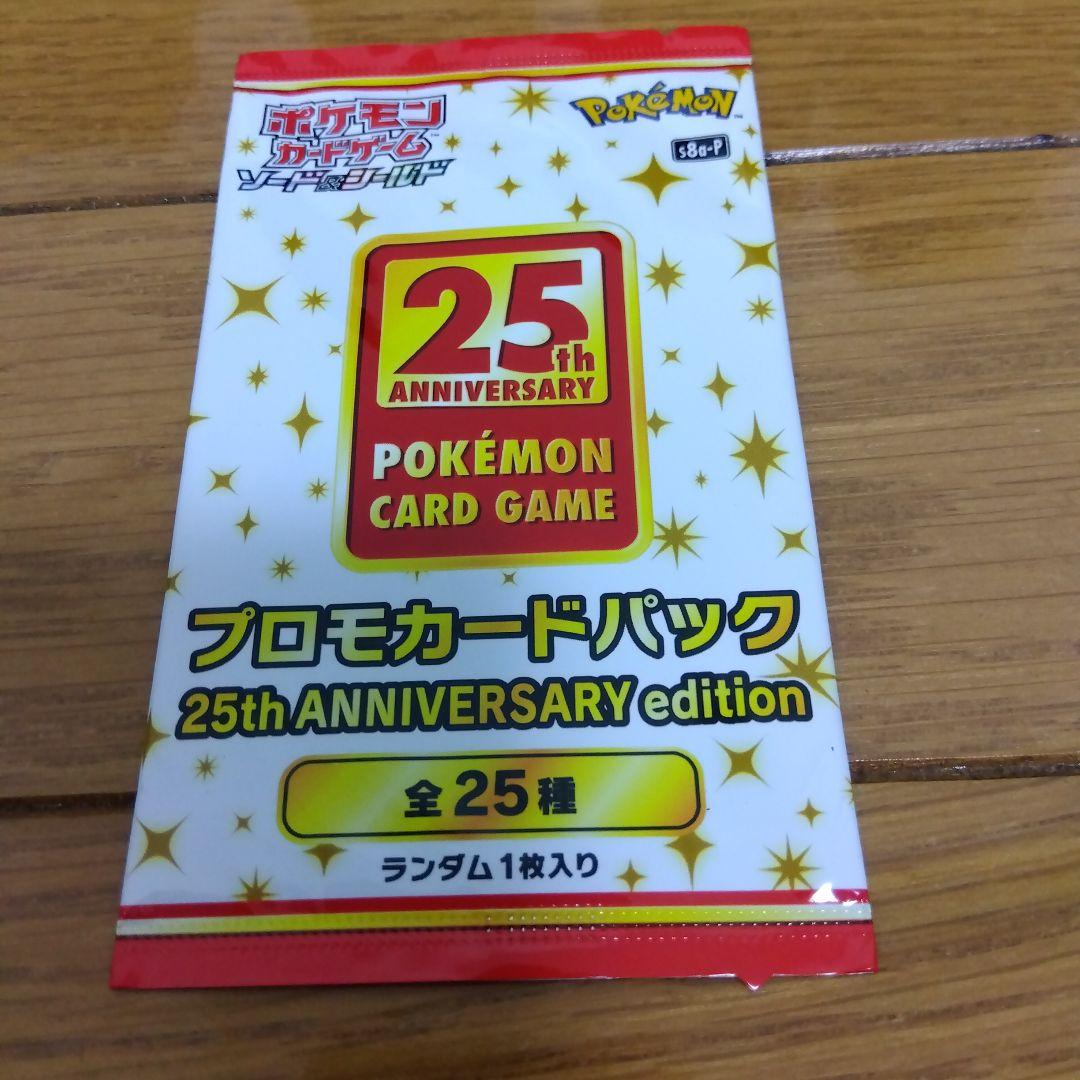 ポケモン
カードゲーム
ソード&シールド
POKéMON
s8a-P
25th
ANNIVERSARY
POKÉMON
CARD GAME
プロモカードパック
25th ANNIVERSARY edition
全25種
ランダム1枚入り